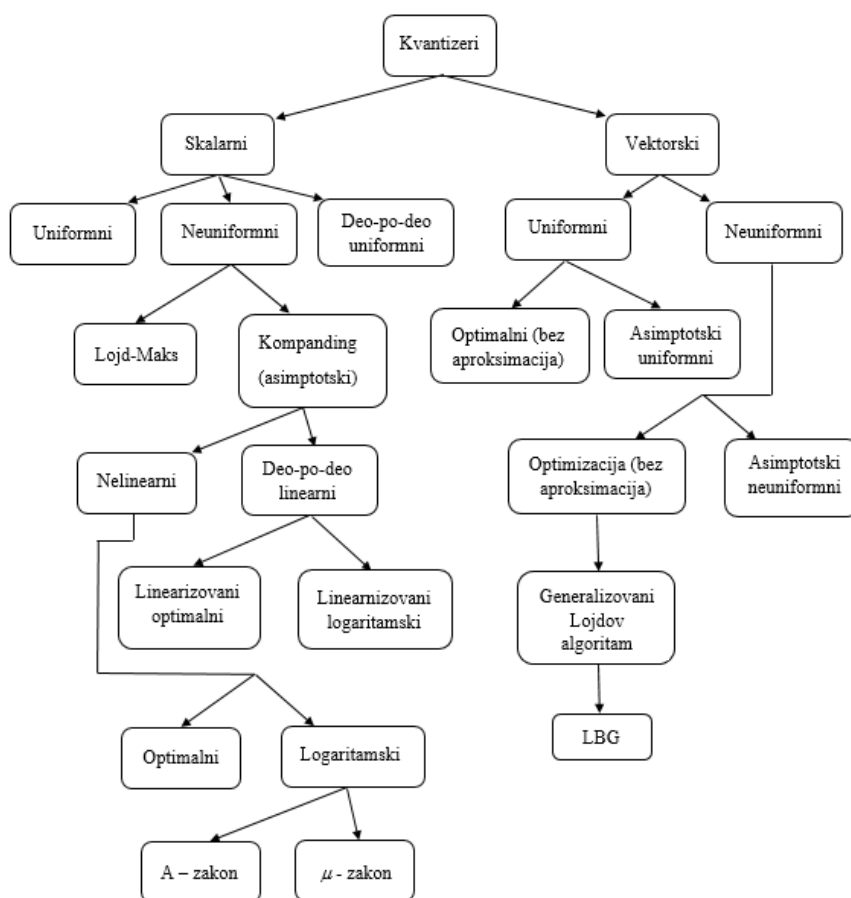 Kvantizeri
Skalarni
Vektorski
Uniformni
Neuniformni
Deo-po-deo
uniformni
Uniformni
Neuniformni
Lojd-Maks
Kompanding
(asimptotski)
Optimalni (bez
aproksimacija)
Asimptotski
uniformni
Nelinearni
Deo-po-deo
linearni
Optimizacija (bez
aproksimacija)
Asimptotski
neuniformni
Linearizovani
optimalni
Linearnizovani
logaritamski
Generalizovani
Lojdov
algoritam
Optimalni
Logaritamski
LBG
A – zakon
μ - zakon